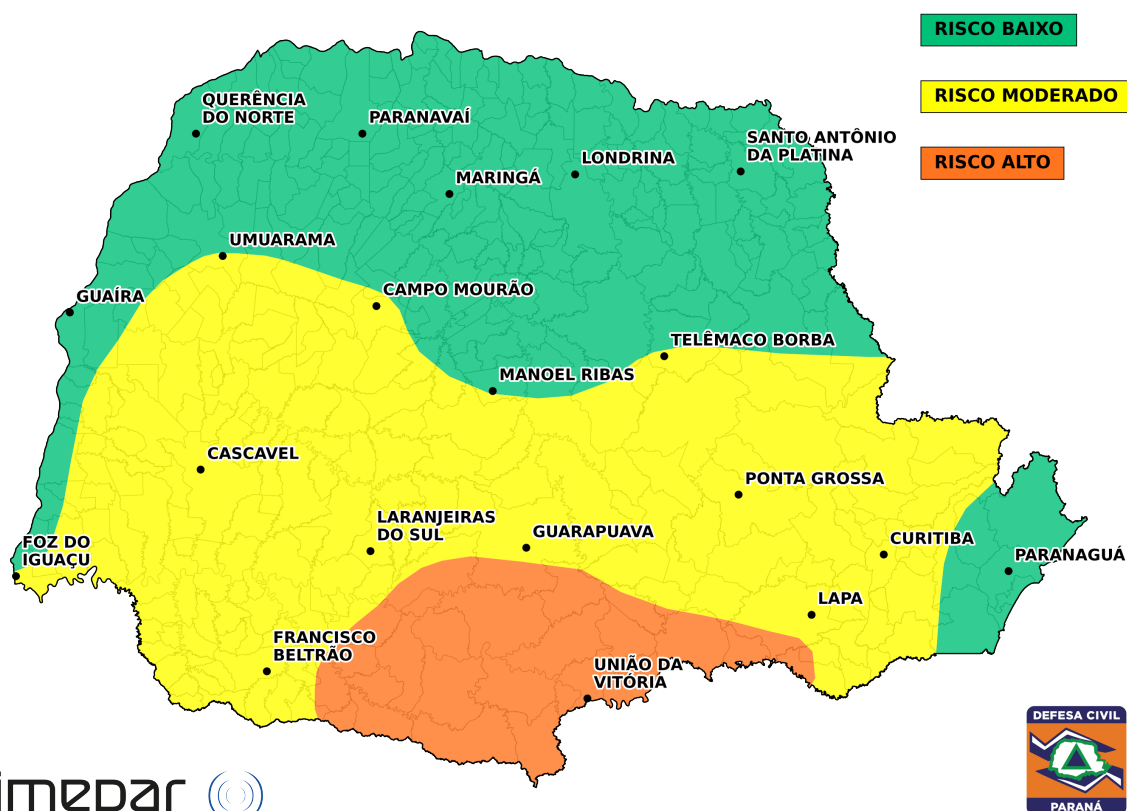 RISCO BAIXO
RISCO MODERADO
RISCO ALTO
QUERÊNCIA
DO NORTE
PARANAVAÍ
SANTO ANTÔNIO
DA PLATINA
LONDRINA
MARINGÁ
UMUARAMA
CAMPO MOURÃO
GUAÍRA
TELÊMACO BORBA
MANOEL RIBAS
CASCAVEL
PONTA GROSSA
LARANJEIRAS
DO SUL
GUARAPUAVA
CURITIBA
FOZ DO
IGUAÇU
PARANAGUÁ
LAPA
FRANCISCO
BELTRÃO
UNIÃO DA
VITÓRIA
DEFESA CIVIL
PARANÁ
imepar